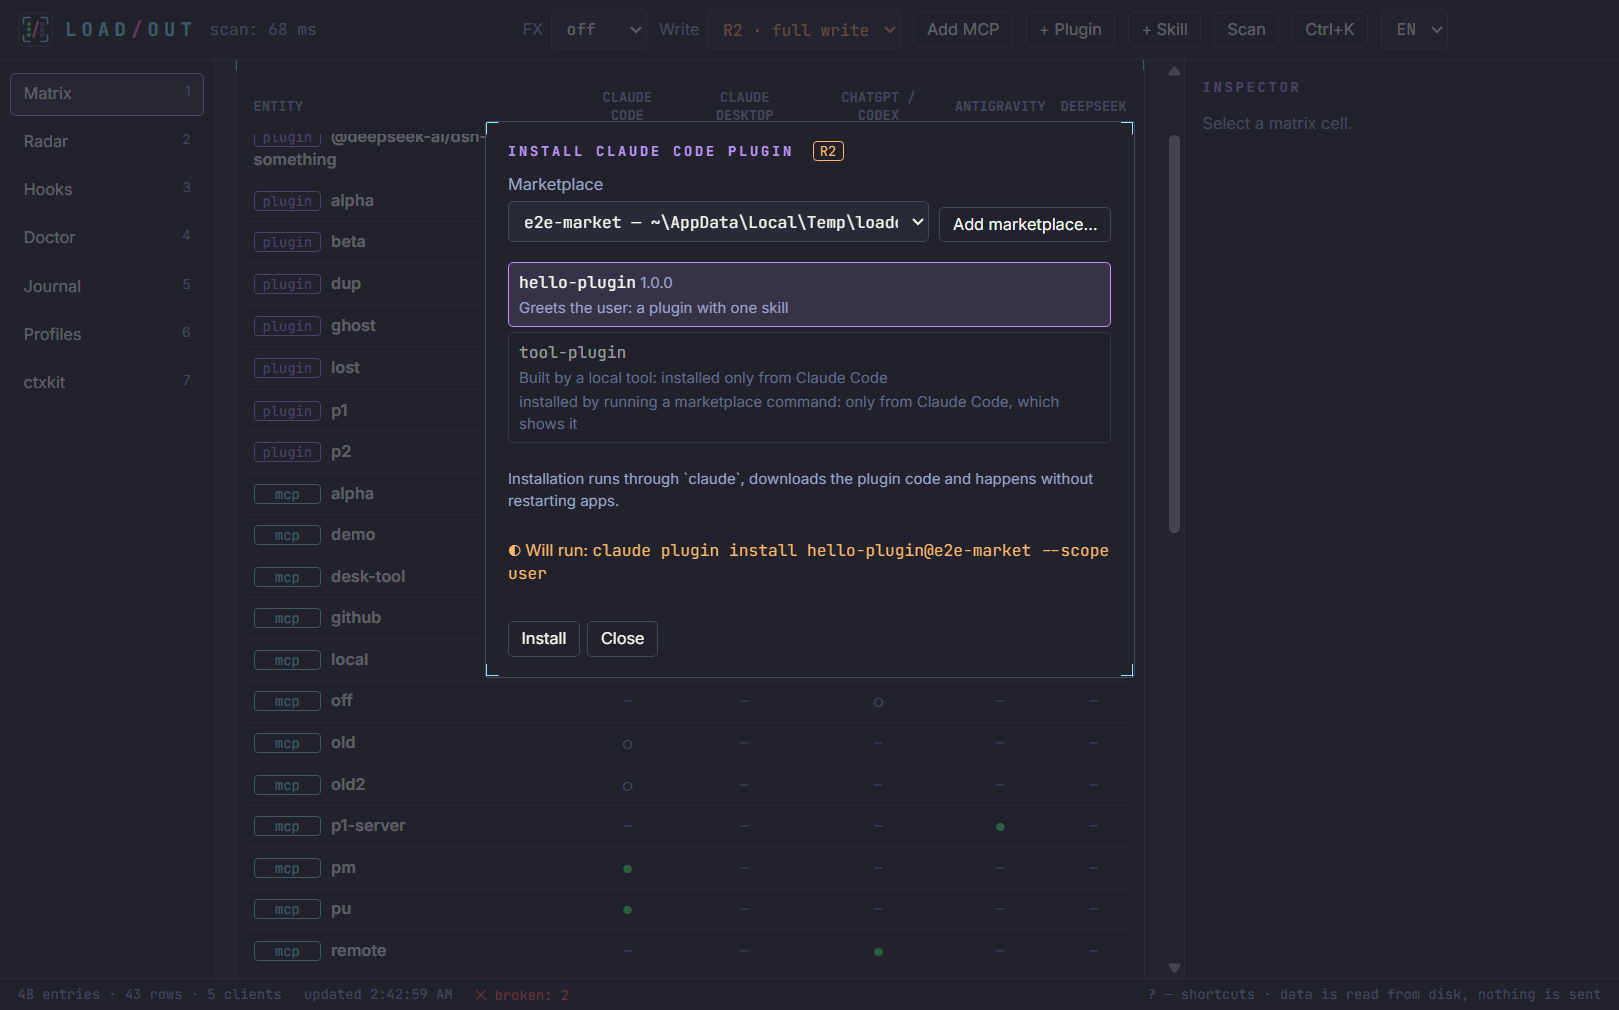 LOAD/OUT scan: 68 ms FX off Write R2 · full write Add MCP + Plugin + Skill Scan Ctrl+K EN
Matrix 1
Radar 2
Hooks 3
Doctor 4
Journal 5
Profiles 6
ctxkit 7
ENTITY
CLAUDE
CODE
CLAUDE
DESKTOP
CHATGPT /
CODEX
ANTIGRAVITY
DEEPSEEK
plugin @deepseek-ai/dsh-
something
plugin alpha
plugin beta
plugin dup
plugin ghost
plugin lost
plugin p1
plugin p2
mcp alpha
mcp demo
mcp desk-tool
mcp github
mcp local
mcp off — — ○ — —
mcp old ○ — — — —
mcp old2 ○ — — — —
mcp p1-server — — — ● —
mcp pm ● — — — —
mcp pu ● — — — —
mcp remote — — ● — —
INSTALL CLAUDE CODE PLUGIN R2
Marketplace
e2e-market — ~\AppData\Local\Temp\loado Add marketplace...
hello-plugin 1.0.0
Greets the user: a plugin with one skill
tool-plugin
Built by a local tool: installed only from Claude Code
installed by running a marketplace command: only from Claude Code, which
shows it
Installation runs through `claude`, downloads the plugin code and happens without
restarting apps.
◐ Will run: claude plugin install hello-plugin@e2e-market --scope
user
Install Close
INSPECTOR
Select a matrix cell.
48 entries · 43 rows · 5 clients updated 2:42:59 AM ✕ broken: 2
? — shortcuts · data is read from disk, nothing is sent